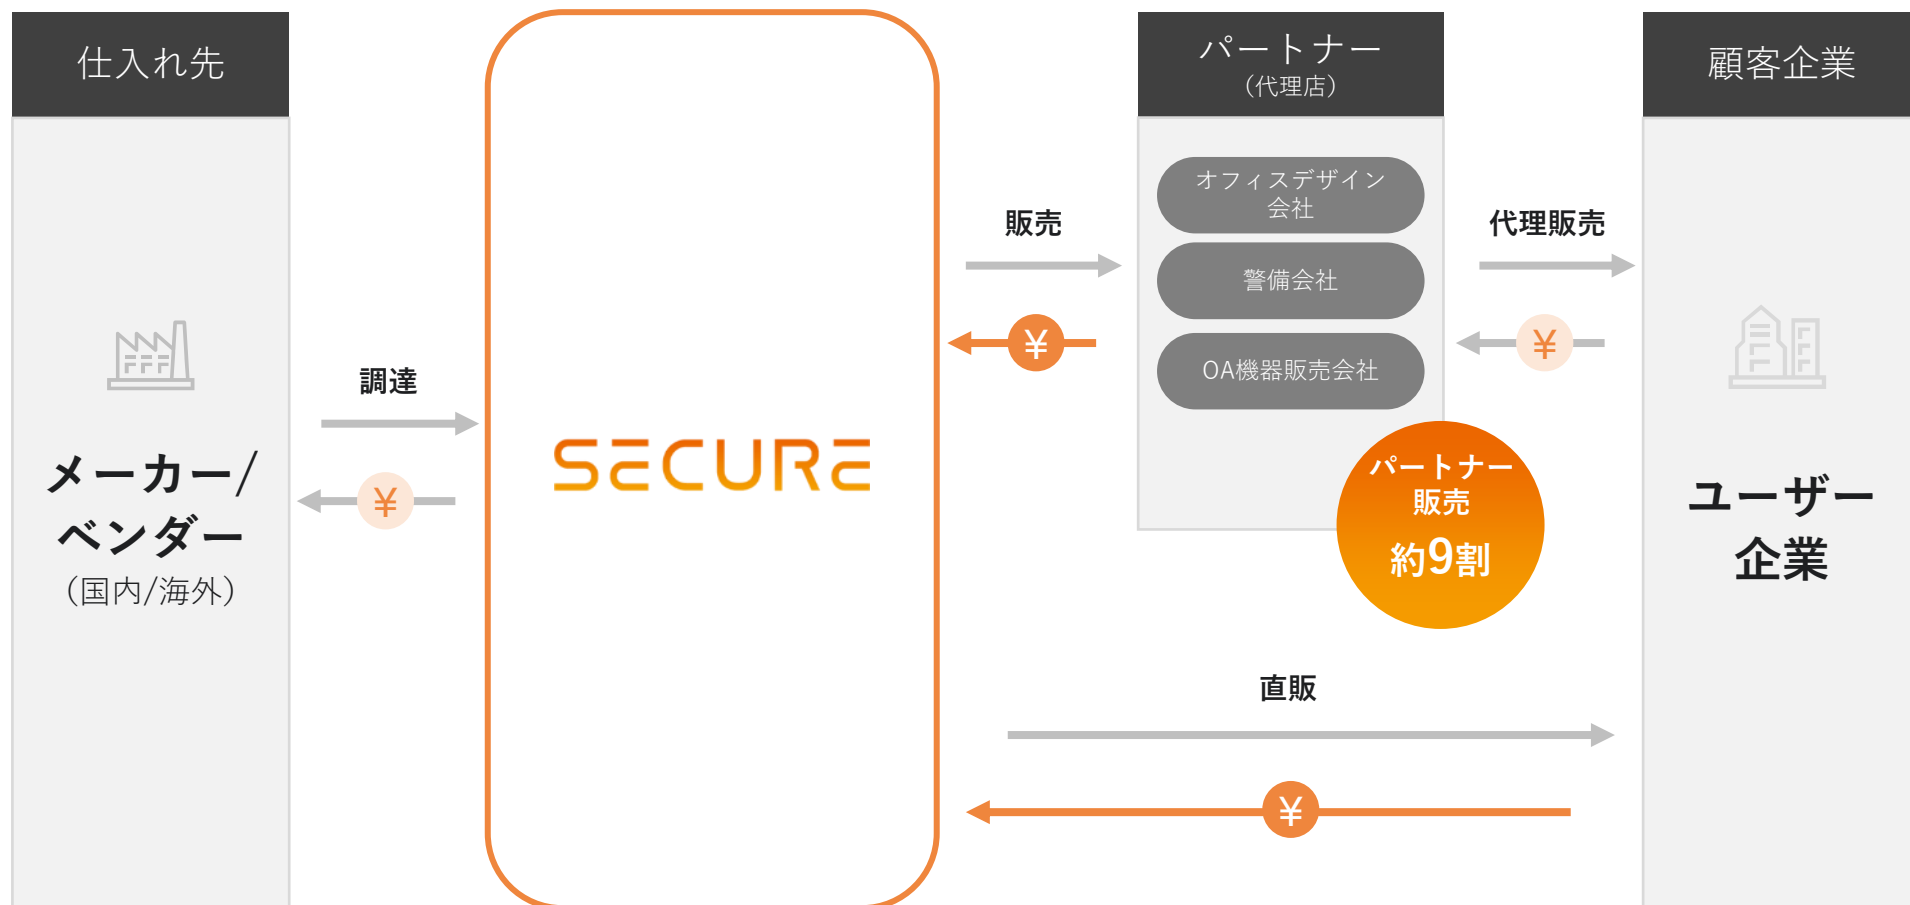 仕入れ先
メーカー/
ベンダー
（国内/海外）
調達
¥
SECURE
販売
¥
パートナー
（代理店）
オフィスデザイン
会社
警備会社
OA機器販売会社
パートナー
販売
約9割
代理販売
¥
直販
¥
顧客企業
ユーザー
企業